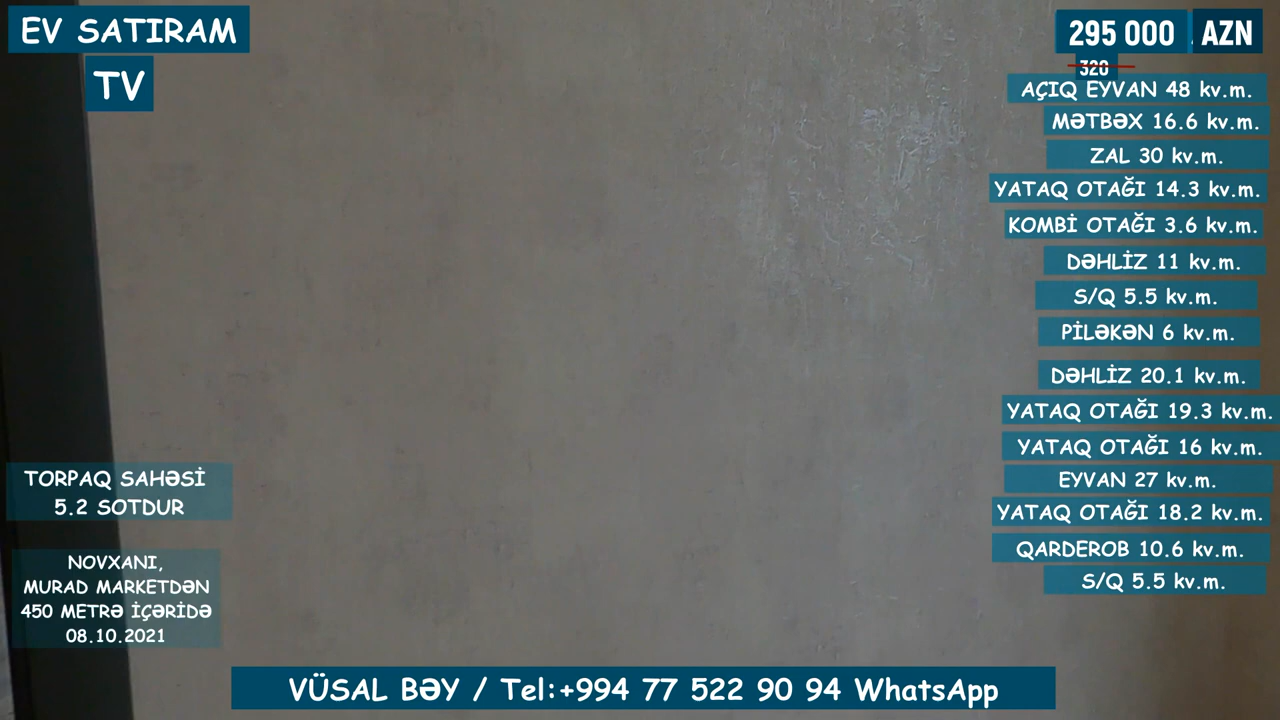 EV SATIRAM
TV
295 000 AZN
320
AÇIQ EYVAN 48 kv.m.
MƏTBƏX 16.6 kv.m.
ZAL 30 kv.m.
YATAQ OTAĞI 14.3 kv.m.
KOMBİ OTAĞI 3.6 kv.m.
DƏHLİZ 11 kv.m.
S/Q 5.5 kv.m.
PİLƏKƏN 6 kv.m.
DƏHLİZ 20.1 kv.m.
YATAQ OTAĞI 19.3 kv.m.
YATAQ OTAĞI 16 kv.m.
EYVAN 27 kv.m.
YATAQ OTAĞI 18.2 kv.m.
QARDEROB 10.6 kv.m.
S/Q 5.5 kv.m.
TORPAQ SAHƏSİ
5.2 SOTDUR
NOVXANI,
MURAD MARKETDƏN
450 METRƏ İÇƏRİDƏ
08.10.2021
VÜSAL BƏY / Tel:+994 77 522 90 94 WhatsApp